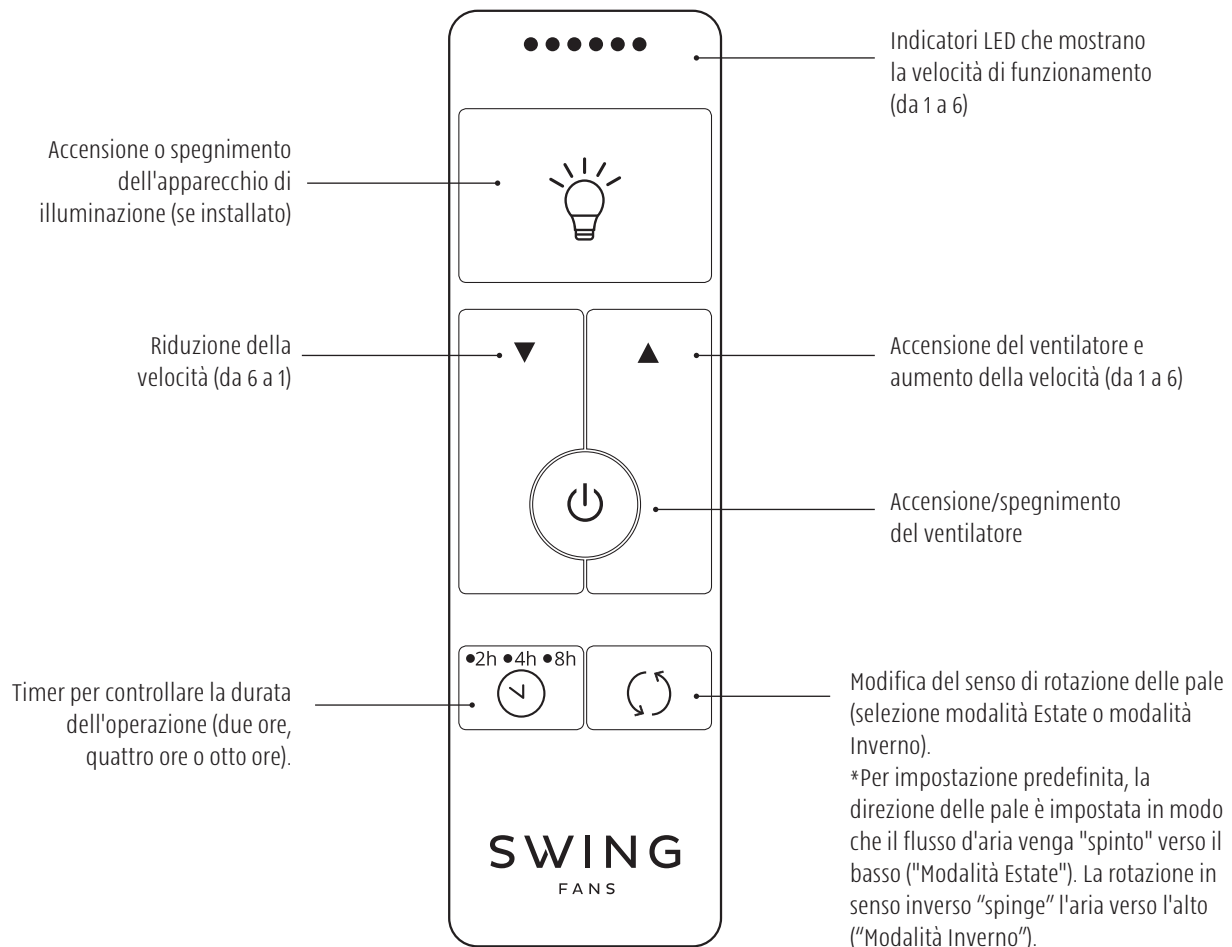 Indicatori LED che mostrano
la velocità di funzionamento
(da 1 a 6)
Accensione o spegnimento
dell'apparecchio di
illuminazione (se installato)
Riduzione della
velocità (da 6 a 1)
Accensione del ventilatore e
aumento della velocità (da 1 a 6)
Accensione/spegnimento
del ventilatore
•2h •4h •8h
Timer per controllare la durata
dell'operazione (due ore,
quattro ore o otto ore).
Modifica del senso di rotazione delle pale
(selezione modalità Estate o modalità
Inverno).
*Per impostazione predefinita, la
direzione delle pale è impostata in modo
che il flusso d'aria venga "spinto" verso il
basso ("Modalità Estate"). La rotazione in
senso inverso “spinge” l'aria verso l'alto
(“Modalità Inverno”).
SWING
FANS